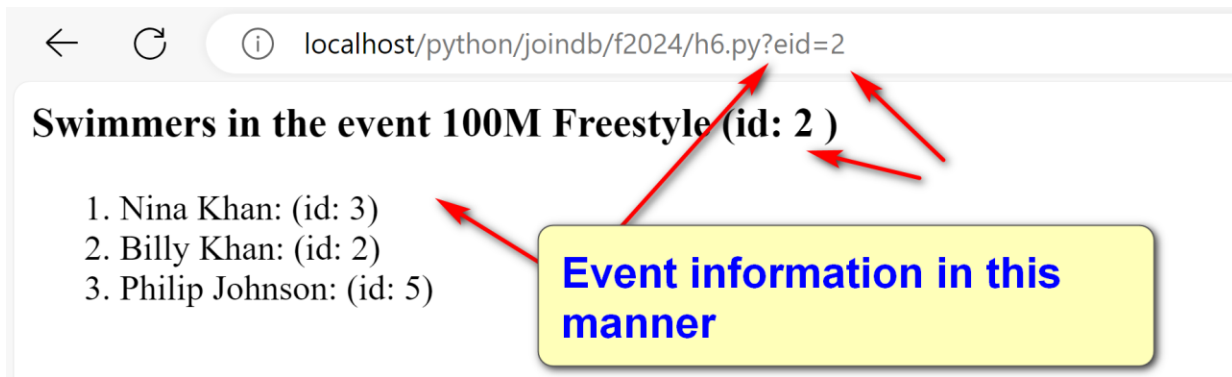 localhost/python/joindb/f2024/h6.py?eid=2
Swimmers in the event 100M Freestyle (id: 2 )
1. Nina Khan: (id: 3)
2. Billy Khan: (id: 2)
3. Philip Johnson: (id: 5)
Event information in this
manner